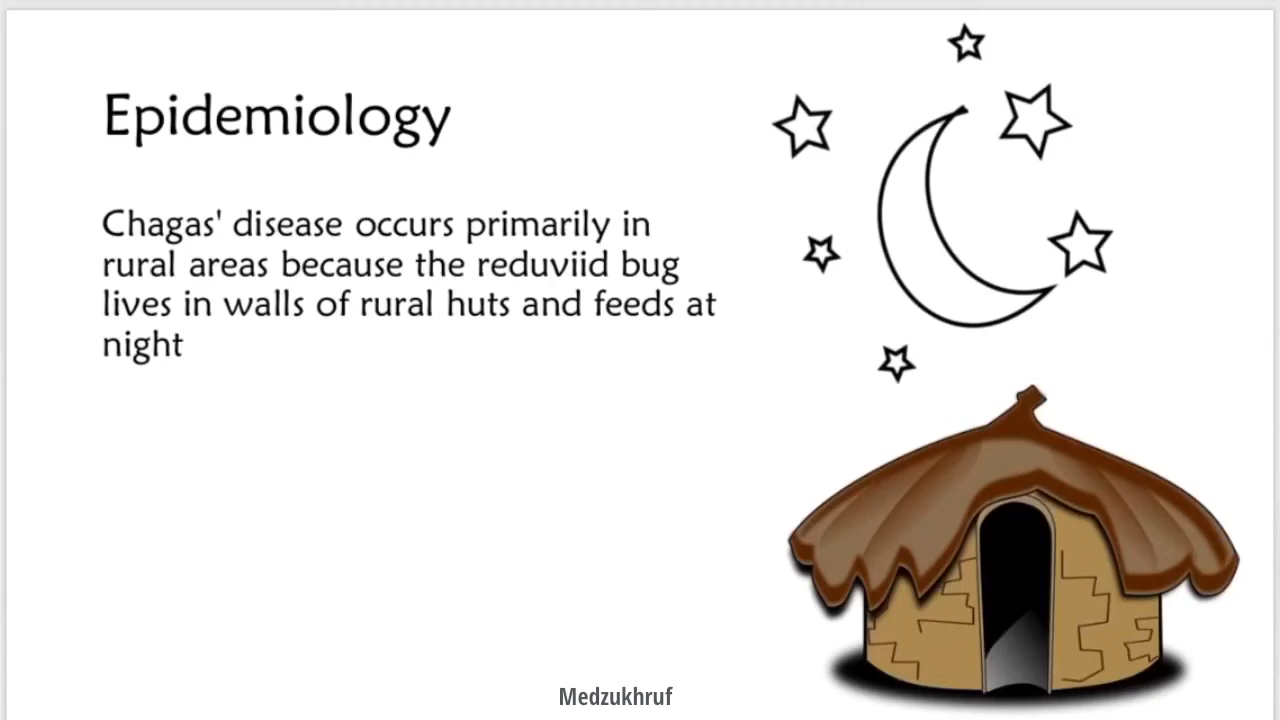 Epidemiology
Chagas' disease occurs primarily in
rural areas because the reduviid bug
lives in walls of rural huts and feeds at
night
Medzukhruf